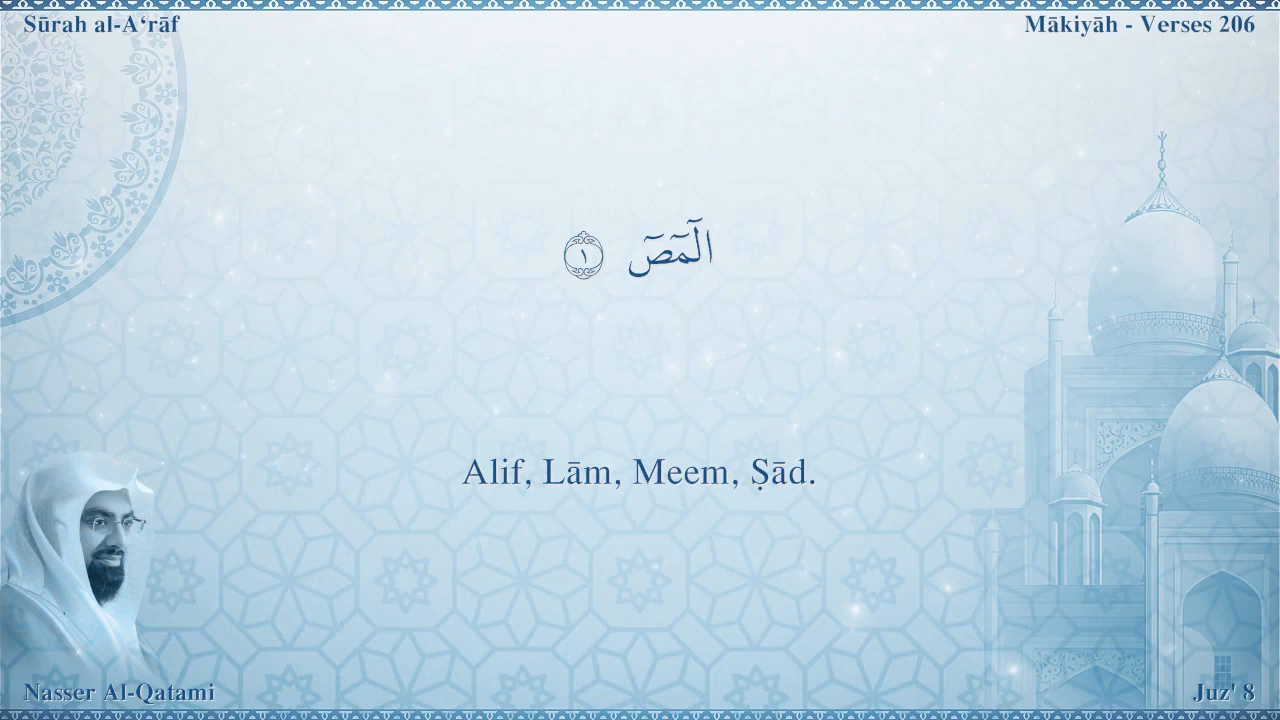 Sūrah al-A‘rāf
Mākiyāh - Verses 206
الٓمٓصٓ ١
Alif, Lām, Meem, Ṣād.
Nasser Al-Qatami
Juz' 8